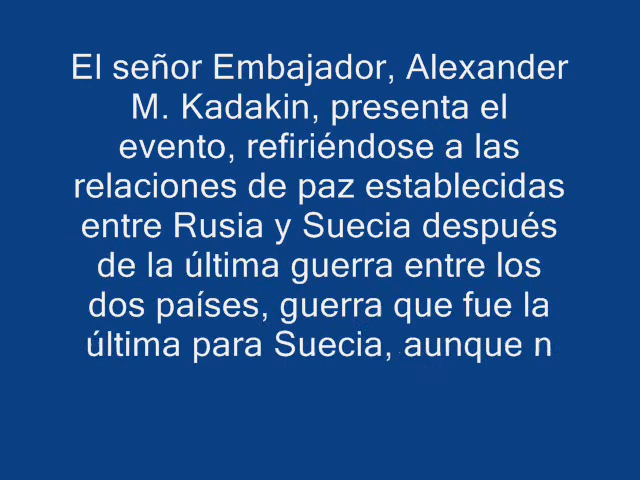 El señor Embajador, Alexander
M. Kadakin, presenta el
evento, refiriéndose a las
relaciones de paz establecidas
entre Rusia y Suecia después
de la última guerra entre los
dos países, guerra que fue la
última para Suecia, aunque n